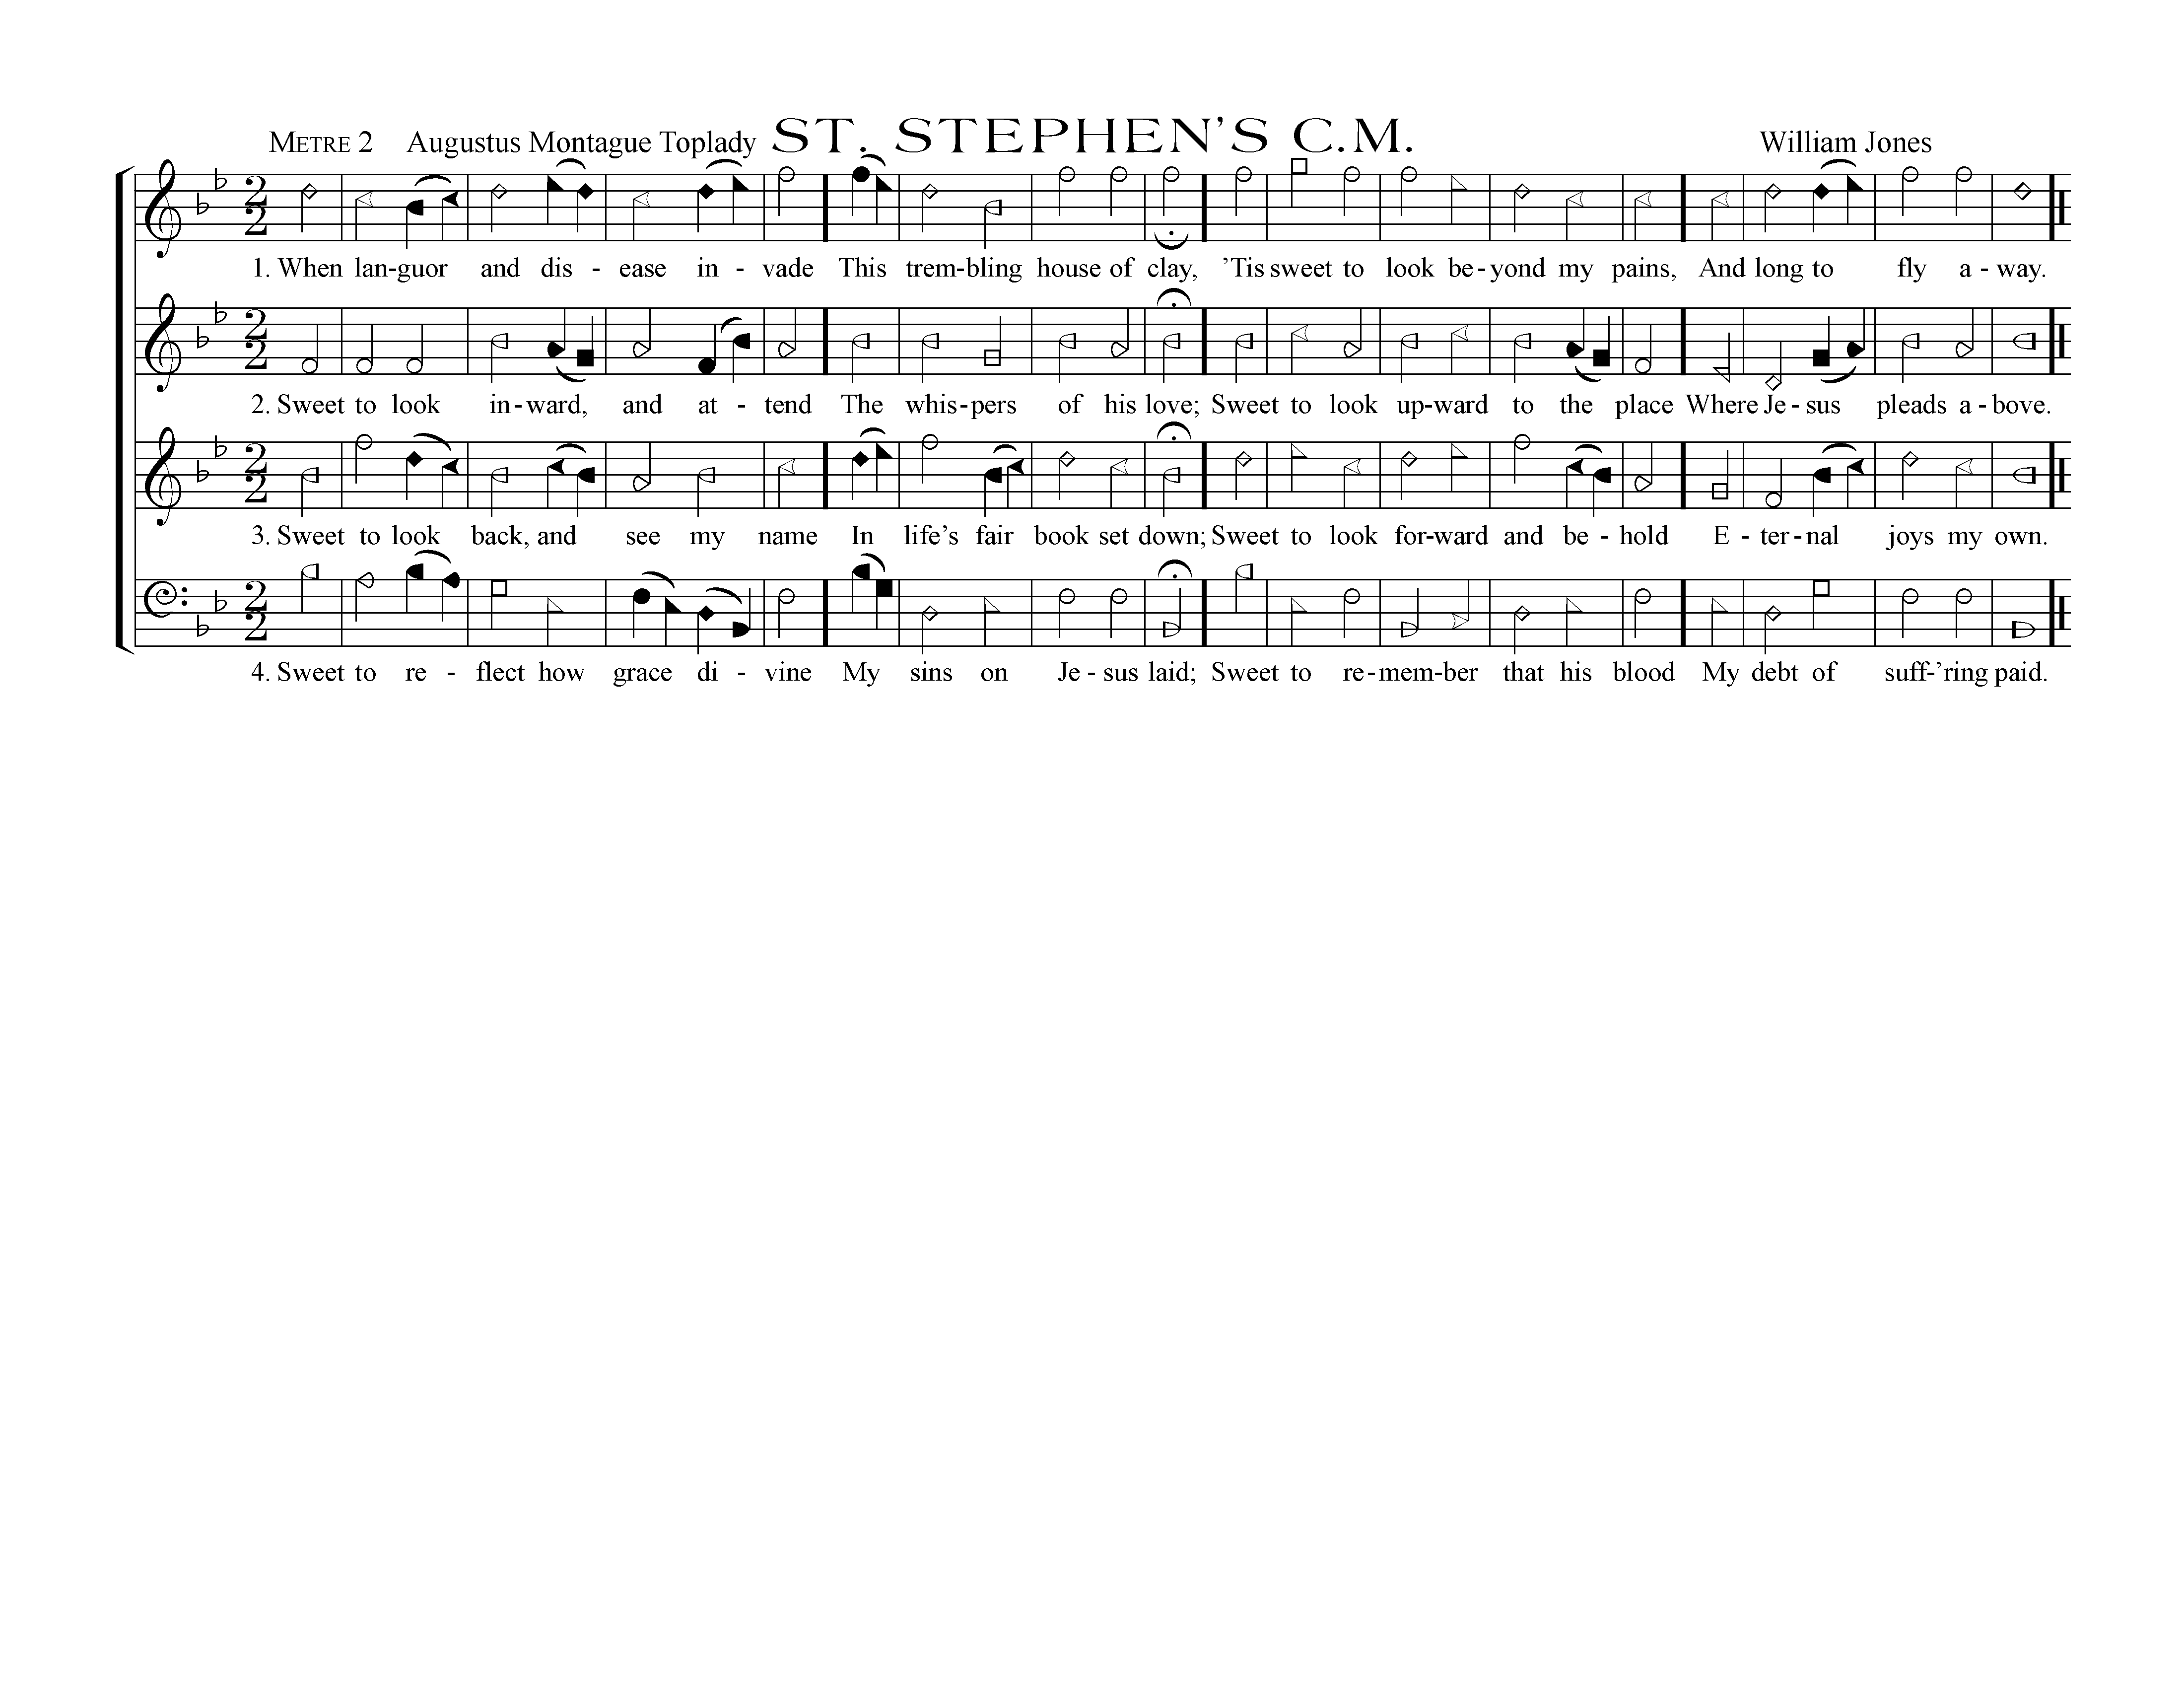 METRE 2 Augustus Montague Toplady ST. STEPHEN'S C.M. William Jones
1. When lan-guor and dis - ease in - vade This trem-bling house of clay, ’Tis sweet to look be-yond my pains, And long to fly a - way.
2. Sweet to look in-ward, and at - tend The whis-pers of his love; Sweet to look up-ward to the place Where Je - sus pleads a - bove.
3. Sweet to look back, and see my name In life’s fair book set down; Sweet to look for-ward and be - hold E - ter-nal joys my own.
4. Sweet to re - flect how grace di - vine My sins on Je - sus laid; Sweet to re-mem-ber that his blood My debt of suff-’ring paid.